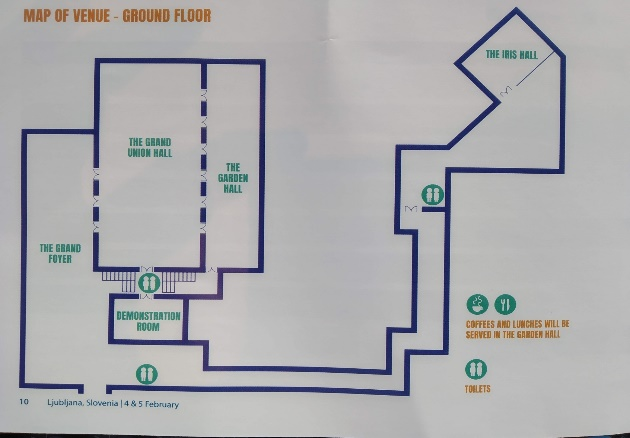 MAP OF VENUE - GROUND FLOOR
THE IRIS HALL
THE GRAND
UNION HALL
THE
GARDEN
HALL
THE GRAND
FOYER
DEMONSTRATION
ROOM
COFFEES AND LUNCHES WILL BE
SERVED IN THE GARDEN HALL
TOILETS
10 Ljubljana, Slovenia | 4 & 5 February